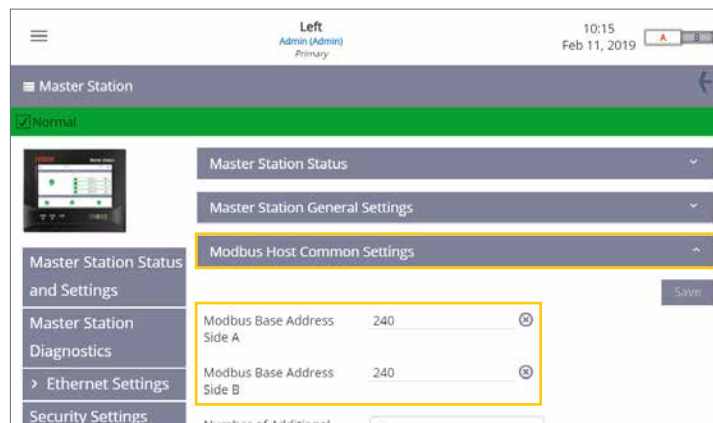 Left
Admin (Admin)
Primary
10:15
Feb 11, 2019
A
B
Master Station
Normal
Master Station Status
Master Station General Settings
Modbus Host Common Settings
Save
Master Station Status
and Settings
Master Station
Diagnostics
> Ethernet Settings
Security Settings
Modbus Base Address
Side A
240
Modbus Base Address
Side B
240
Number of Additional